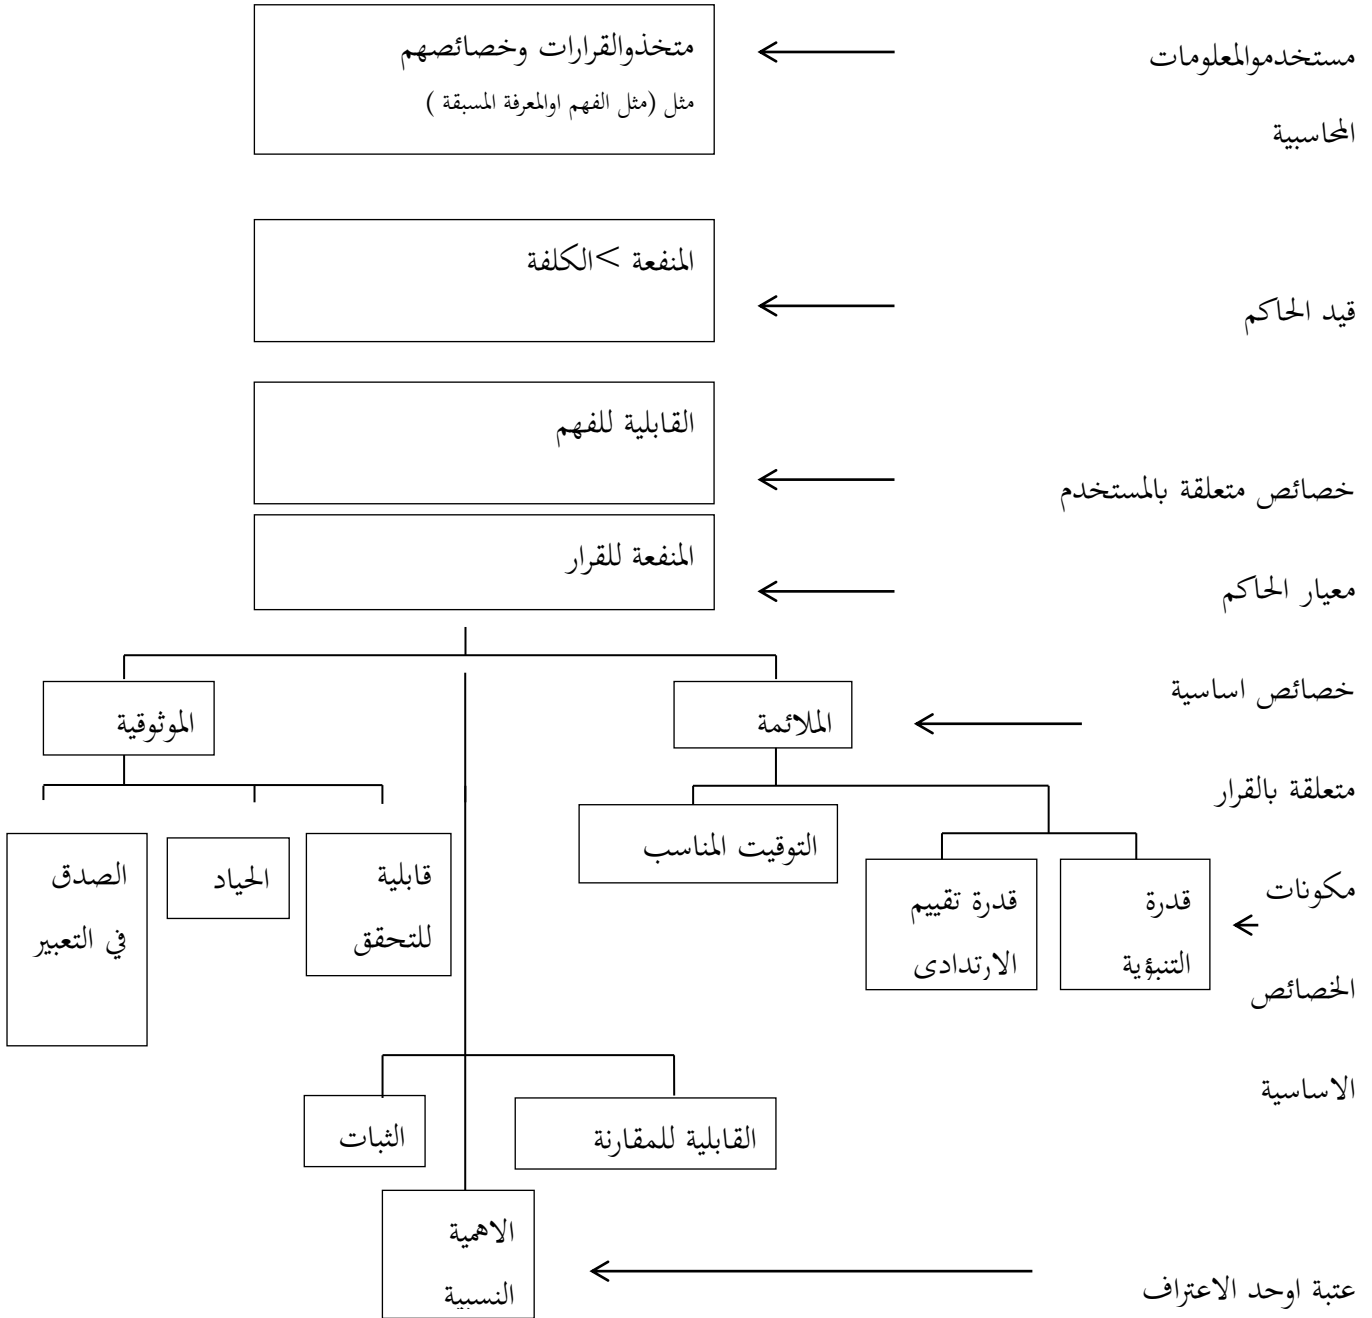 مستخدموالمعلومات
المحاسبية
متخذوالقرارات وخصائصهم
مثل (مثل الفهم اوالمعرفة المسبقة )
قيد الحاكم
المنفعة >الكلفة
خصائص متعلقة بالمستخدم
القابلية للفهم
معيار الحاكم
المنفعة للقرار
خصائص اساسية
متعلقة بالقرار
الملائمة
الموثوقية
مكونات
الخصائص
الاساسية
قدرة
التنبؤية
قدرة تقييم
الارتدادى
التوقيت المناسب
قابلية
للتحقق
الحياد
الصدق
في التعبير
القابلية للمقارنة
الثبات
عتبة اوحد الاعتراف
الاهمية
النسبية